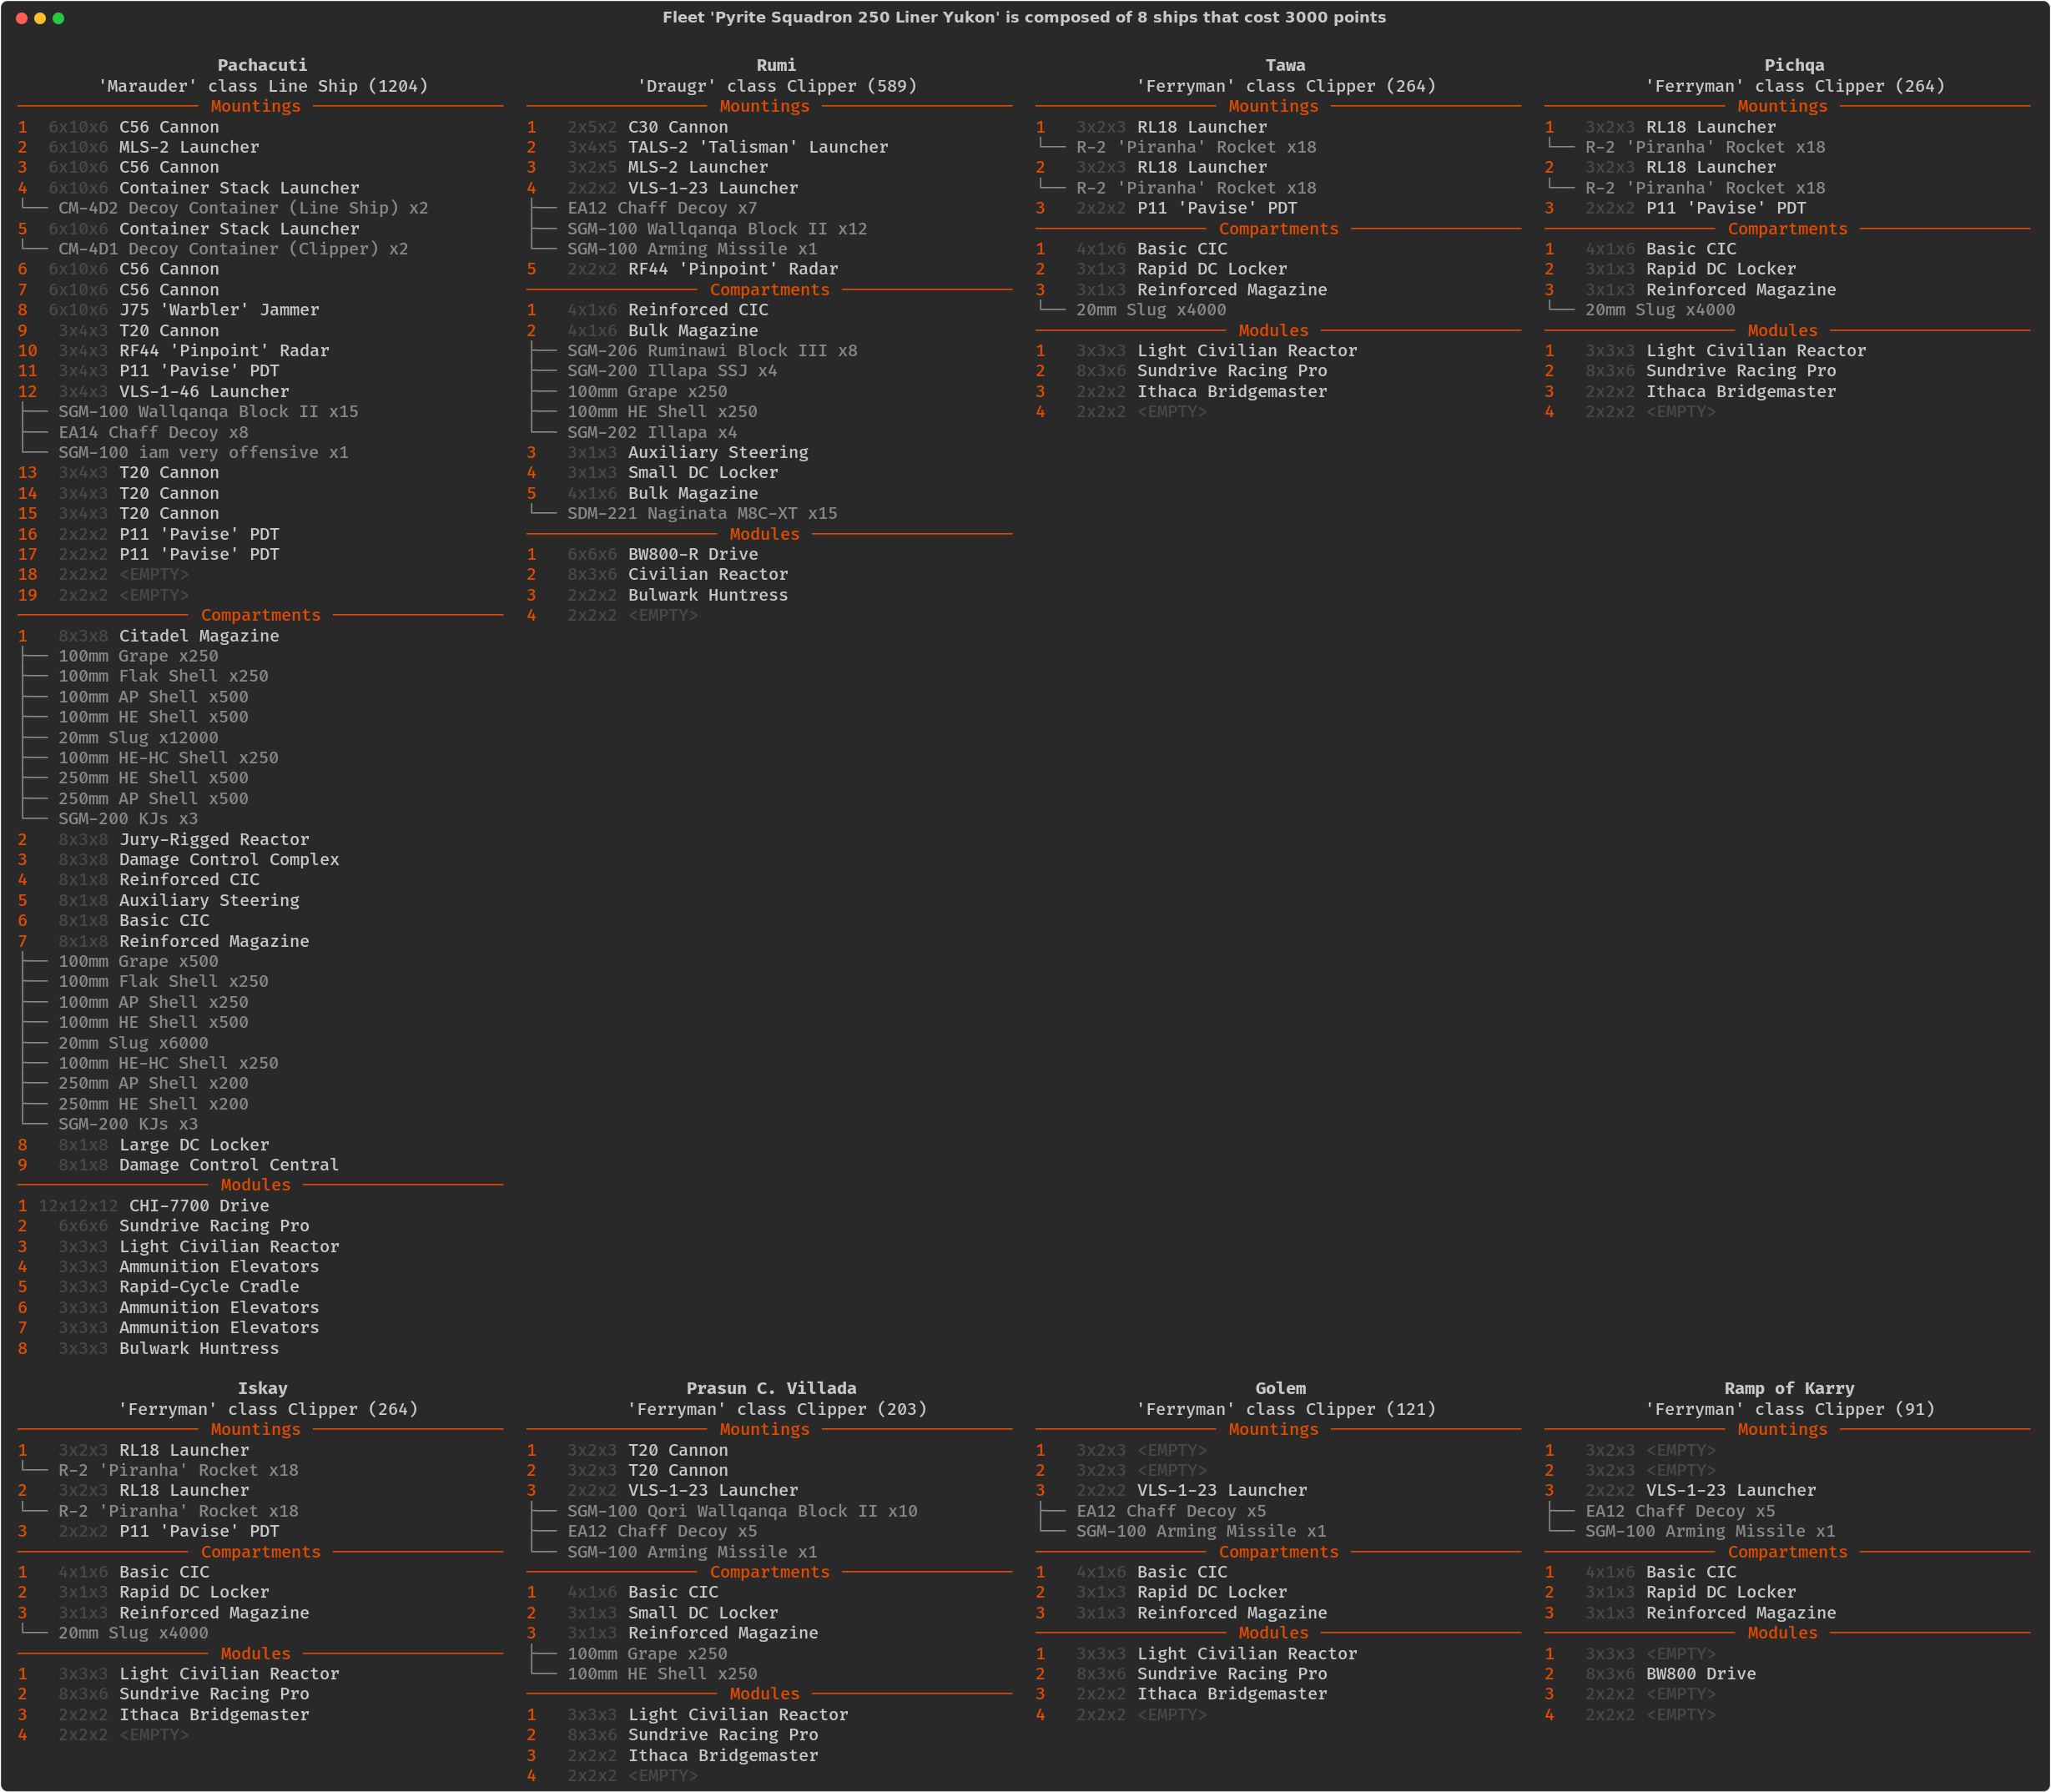 Fleet 'Pyrite Squadron 250 Liner Yukon' is composed of 8 ships that cost 3000 points
Pachacuti
'Marauder' class Line Ship (1204)
Mountings
1 6x10x6 C56 Cannon
2 6x10x6 MLS-2 Launcher
3 6x10x6 C56 Cannon
4 6x10x6 Container Stack Launcher
└── CM-4D2 Decoy Container (Line Ship) x2
5 6x10x6 Container Stack Launcher
└── CM-4D1 Decoy Container (Clipper) x2
6 6x10x6 C56 Cannon
7 6x10x6 C56 Cannon
8 6x10x6 J75 'Warbler' Jammer
9 3x4x3 T20 Cannon
10 3x4x3 RF44 'Pinpoint' Radar
11 3x4x3 P11 'Pavise' PDT
12 3x4x3 VLS-1-46 Launcher
├── SGM-100 Wallqanqa Block II x15
├── EA14 Chaff Decoy x8
└── SGM-100 iam very offensive x1
13 3x4x3 T20 Cannon
14 3x4x3 T20 Cannon
15 3x4x3 T20 Cannon
16 2x2x2 P11 'Pavise' PDT
17 2x2x2 P11 'Pavise' PDT
18 2x2x2 <EMPTY>
19 2x2x2 <EMPTY>
Compartments
1 8x3x8 Citadel Magazine
├── 100mm Grape x250
├── 100mm Flak Shell x250
├── 100mm AP Shell x500
├── 100mm HE Shell x500
├── 20mm Slug x12000
├── 100mm HE-HC Shell x250
├── 250mm HE Shell x500
├── 250mm AP Shell x500
└── SGM-200 KJs x3
2 8x3x8 Jury-Rigged Reactor
3 8x3x8 Damage Control Complex
4 8x1x8 Reinforced CIC
5 8x1x8 Auxiliary Steering
6 8x1x8 Basic CIC
7 8x1x8 Reinforced Magazine
├── 100mm Grape x500
├── 100mm Flak Shell x250
├── 100mm AP Shell x250
├── 100mm HE Shell x500
├── 20mm Slug x6000
├── 100mm HE-HC Shell x250
├── 250mm AP Shell x200
├── 250mm HE Shell x200
└── SGM-200 KJs x3
8 8x1x8 Large DC Locker
9 8x1x8 Damage Control Central
Modules
1 12x12x12 CHI-7700 Drive
2 6x6x6 Sundrive Racing Pro
3 3x3x3 Light Civilian Reactor
4 3x3x3 Ammunition Elevators
5 3x3x3 Rapid-Cycle Cradle
6 3x3x3 Ammunition Elevators
7 3x3x3 Ammunition Elevators
8 3x3x3 Bulwark Huntress
Rumi
'Draugr' class Clipper (589)
Mountings
1 2x5x2 C30 Cannon
2 3x4x5 TALS-2 'Talisman' Launcher
3 3x2x5 MLS-2 Launcher
4 2x2x2 VLS-1-23 Launcher
├── EA12 Chaff Decoy x7
├── SGM-100 Wallqanqa Block II x12
└── SGM-100 Arming Missile x1
5 2x2x2 RF44 'Pinpoint' Radar
Compartments
1 4x1x6 Reinforced CIC
2 4x1x6 Bulk Magazine
├── SGM-206 Ruminawi Block III x8
├── SGM-200 Illapa SSJ x4
├── 100mm Grape x250
├── 100mm HE Shell x250
└── SGM-202 Illapa x4
3 3x1x3 Auxiliary Steering
4 3x1x3 Small DC Locker
5 4x1x6 Bulk Magazine
└── SDM-221 Naginata M8C-XT x15
Modules
1 6x6x6 BW800-R Drive
2 8x3x6 Civilian Reactor
3 2x2x2 Bulwark Huntress
4 2x2x2 <EMPTY>
Tawa
'Ferryman' class Clipper (264)
Mountings
1 3x2x3 RL18 Launcher
└── R-2 'Piranha' Rocket x18
2 3x2x3 RL18 Launcher
└── R-2 'Piranha' Rocket x18
3 2x2x2 P11 'Pavise' PDT
Compartments
1 4x1x6 Basic CIC
2 3x1x3 Rapid DC Locker
3 3x1x3 Reinforced Magazine
└── 20mm Slug x4000
Modules
1 3x3x3 Light Civilian Reactor
2 8x3x6 Sundrive Racing Pro
3 2x2x2 Ithaca Bridgemaster
4 2x2x2 <EMPTY>
Pichqa
'Ferryman' class Clipper (264)
Mountings
1 3x2x3 RL18 Launcher
└── R-2 'Piranha' Rocket x18
2 3x2x3 RL18 Launcher
└── R-2 'Piranha' Rocket x18
3 2x2x2 P11 'Pavise' PDT
Compartments
1 4x1x6 Basic CIC
2 3x1x3 Rapid DC Locker
3 3x1x3 Reinforced Magazine
└── 20mm Slug x4000
Modules
1 3x3x3 Light Civilian Reactor
2 8x3x6 Sundrive Racing Pro
3 2x2x2 Ithaca Bridgemaster
4 2x2x2 <EMPTY>
Iskay
'Ferryman' class Clipper (264)
Mountings
1 3x2x3 RL18 Launcher
└── R-2 'Piranha' Rocket x18
2 3x2x3 RL18 Launcher
└── R-2 'Piranha' Rocket x18
3 2x2x2 P11 'Pavise' PDT
Compartments
1 4x1x6 Basic CIC
2 3x1x3 Rapid DC Locker
3 3x1x3 Reinforced Magazine
└── 20mm Slug x4000
Modules
1 3x3x3 Light Civilian Reactor
2 8x3x6 Sundrive Racing Pro
3 2x2x2 Ithaca Bridgemaster
4 2x2x2 <EMPTY>
Prasun C. Villada
'Ferryman' class Clipper (203)
Mountings
1 3x2x3 T20 Cannon
2 3x2x3 T20 Cannon
3 2x2x2 VLS-1-23 Launcher
├── SGM-100 Qori Wallqanqa Block II x10
├── EA12 Chaff Decoy x5
└── SGM-100 Arming Missile x1
Compartments
1 4x1x6 Basic CIC
2 3x1x3 Small DC Locker
3 3x1x3 Reinforced Magazine
├── 100mm Grape x250
└── 100mm HE Shell x250
Modules
1 3x3x3 Light Civilian Reactor
2 8x3x6 Sundrive Racing Pro
3 2x2x2 Ithaca Bridgemaster
4 2x2x2 <EMPTY>
Golem
'Ferryman' class Clipper (121)
Mountings
1 3x2x3 <EMPTY>
2 3x2x3 <EMPTY>
3 2x2x2 VLS-1-23 Launcher
├── EA12 Chaff Decoy x5
└── SGM-100 Arming Missile x1
Compartments
1 4x1x6 Basic CIC
2 3x1x3 Rapid DC Locker
3 3x1x3 Reinforced Magazine
Modules
1 3x3x3 Light Civilian Reactor
2 8x3x6 Sundrive Racing Pro
3 2x2x2 Ithaca Bridgemaster
4 2x2x2 <EMPTY>
Ramp of Karry
'Ferryman' class Clipper (91)
Mountings
1 3x2x3 <EMPTY>
2 3x2x3 <EMPTY>
3 2x2x2 VLS-1-23 Launcher
├── EA12 Chaff Decoy x5
└── SGM-100 Arming Missile x1
Compartments
1 4x1x6 Basic CIC
2 3x1x3 Rapid DC Locker
3 3x1x3 Reinforced Magazine
Modules
1 3x3x3 <EMPTY>
2 8x3x6 BW800 Drive
3 2x2x2 <EMPTY>
4 2x2x2 <EMPTY>